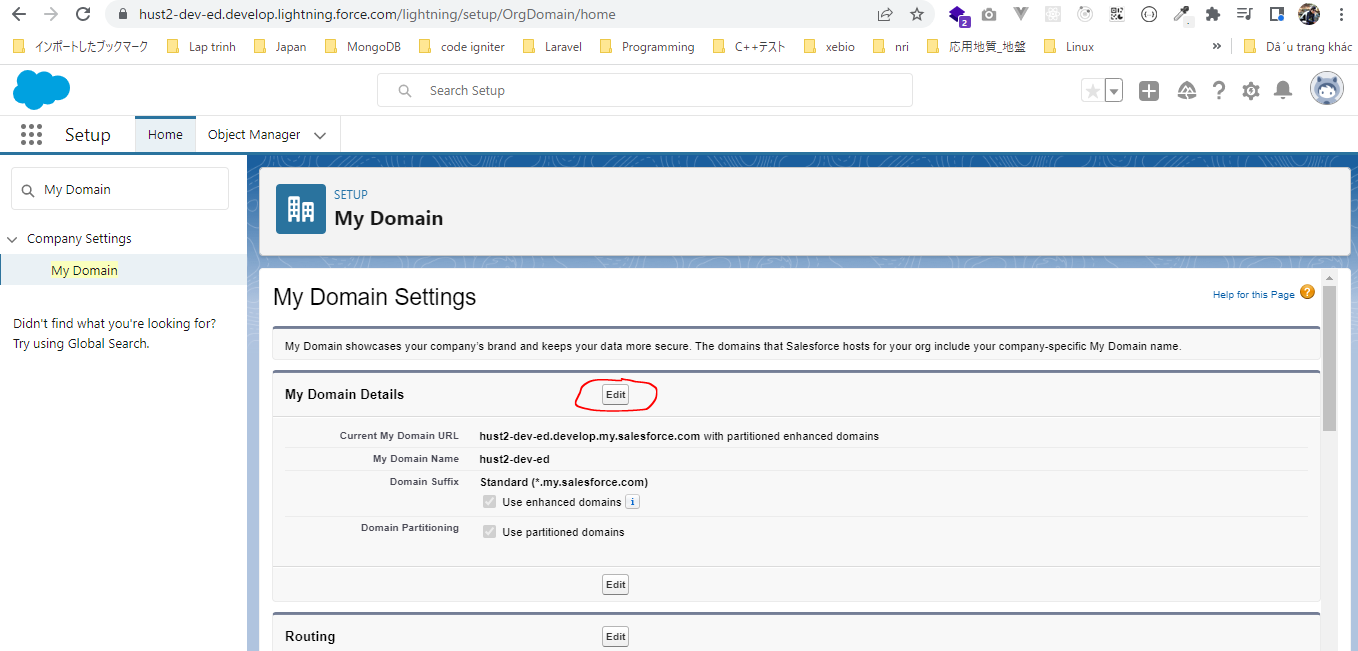 hust2-dev-ed.develop.lightning.force.com/lightning/setup/OrgDomain/home
2
インポートしたブックマーク Lap trinh Japan MongoDB code igniter Laravel Programming C++テスト xebio nri 応用地質_地盤 Linux » Dấu trang khác
Search Setup
Setup Home Object Manager
My Domain
SETUP
My Domain
Company Settings
My Domain
Didn't find what you're looking for?
Try using Global Search.
My Domain Settings
Help for this Page ?
My Domain showcases your company's brand and keeps your data more secure. The domains that Salesforce hosts for your org include your company-specific My Domain name.
My Domain Details Edit
Current My Domain URL hust2-dev-ed.develop.my.salesforce.com with partitioned enhanced domains
My Domain Name hust2-dev-ed
Domain Suffix Standard (*.my.salesforce.com)
Use enhanced domains i
Domain Partitioning Use partitioned domains
Edit
Routing Edit